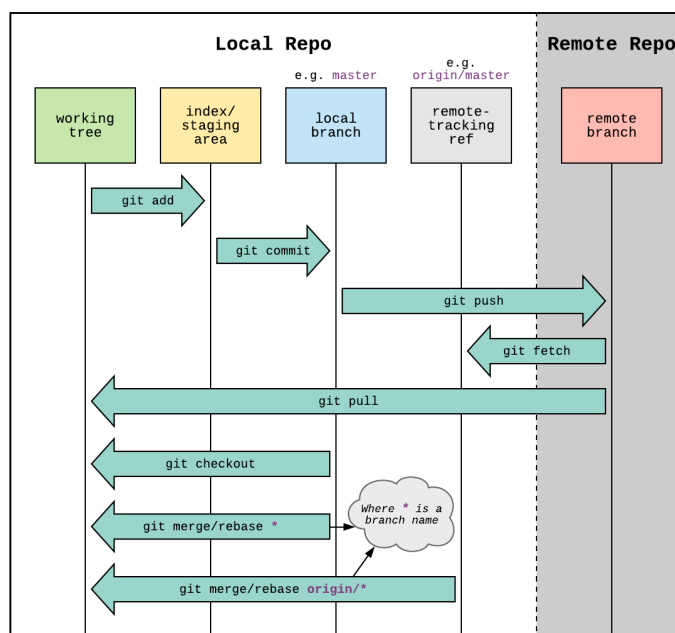 Local Repo
Remote Repo
e.g. master
e.g.
origin/master
working
tree
index/
staging
area
local
branch
remote-
tracking
ref
remote
branch
git add
git commit
git push
git fetch
git pull
git checkout
git merge/rebase *
Where * is a
branch name
git merge/rebase origin/*